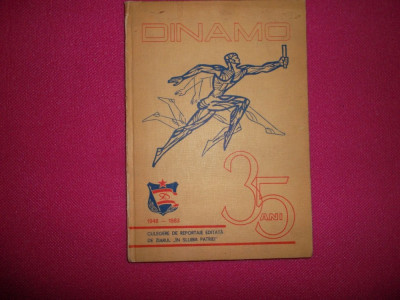 DINAMO
35
ANI
1948 — 1983
CULEGERE DE REPORTAJE EDITATĂ
DE ZIARUL „ÎN SLUJBA PATRIEI"